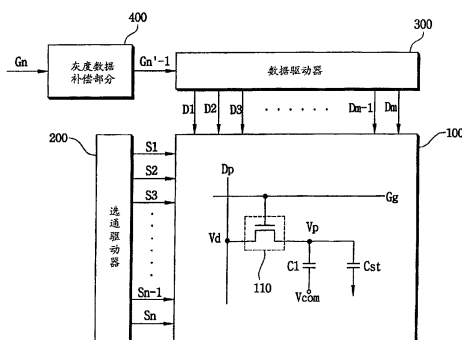 400
300
Gn
灰度数据
补偿部分
Gn'-1
数据驱动器
D1
D2
D3
Dm-1
Dm
200
100
选通驱动器
S1
S2
S3
Sn-1
Sn
Dp
Gg
Vd
Vp
110
Cl
Cst
Vcom